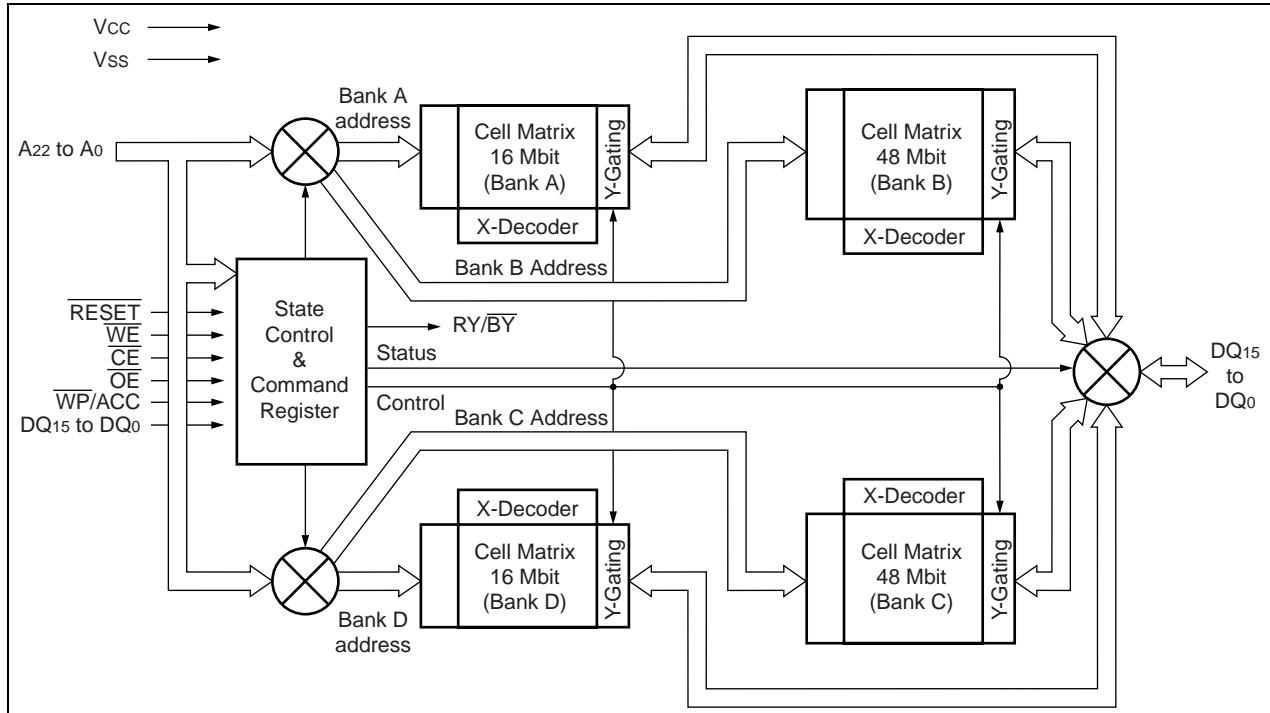 VCC
VSS
A22 to A0
Bank A
address
Cell Matrix
16 Mbit
(Bank A)
Y-Gating
X-Decoder
Cell Matrix
48 Mbit
(Bank B)
Y-Gating
X-Decoder
Bank B Address
RESET
WE
CE
OE
WP/ACC
DQ15 to DQ0
State
Control
&
Command
Register
RY/BY
Status
Control
DQ15
to
DQ0
Bank C Address
Bank D
address
X-Decoder
Cell Matrix
16 Mbit
(Bank D)
Y-Gating
X-Decoder
Cell Matrix
48 Mbit
(Bank C)
Y-Gating